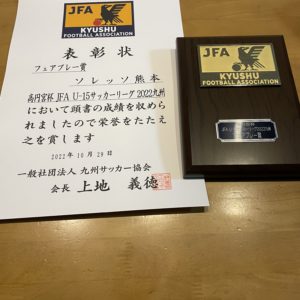 JFA
KYUSHU
FOOTBALL ASSOCIATION
表彰状
フェアプレー賞
ソレッソ熊本
高円宮杯 JFA U-15サッカーリーグ2022九州
において頭書の成績を収めら
れましたので栄誉をたたえ
之を賞します
2022年10月29日
一般社団法人 九州サッカー協会
会長 上地 義徳
JFA
KYUSHU
FOOTBALL ASSOCIATION